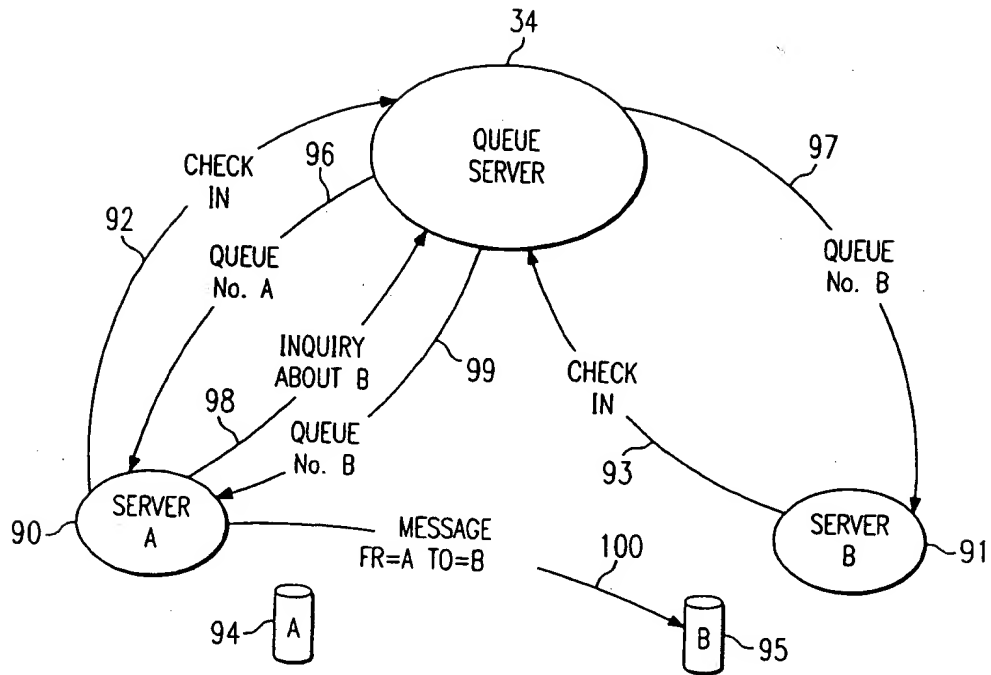 34
QUEUE
SERVER
CHECK
IN
96
97
92
QUEUE
No. A
QUEUE
No. B
INQUIRY
ABOUT B
99
CHECK
IN
98
QUEUE
No. B
93
SERVER
A
90
MESSAGE
FR=A TO=B
SERVER
B
91
100
94
A
B
95